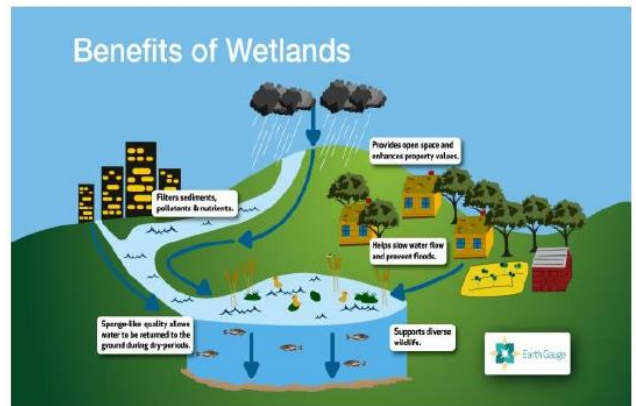 Benefits of Wetlands
Provides open space and
enhances property values.
Filters sediments,
pollutants & nutrients.
Helps slow water flow
and prevent floods.
Sponge-like quality allows
water to be returned to the
ground during dry-periods.
Supports diverse
wildlife.
Earth Gauge